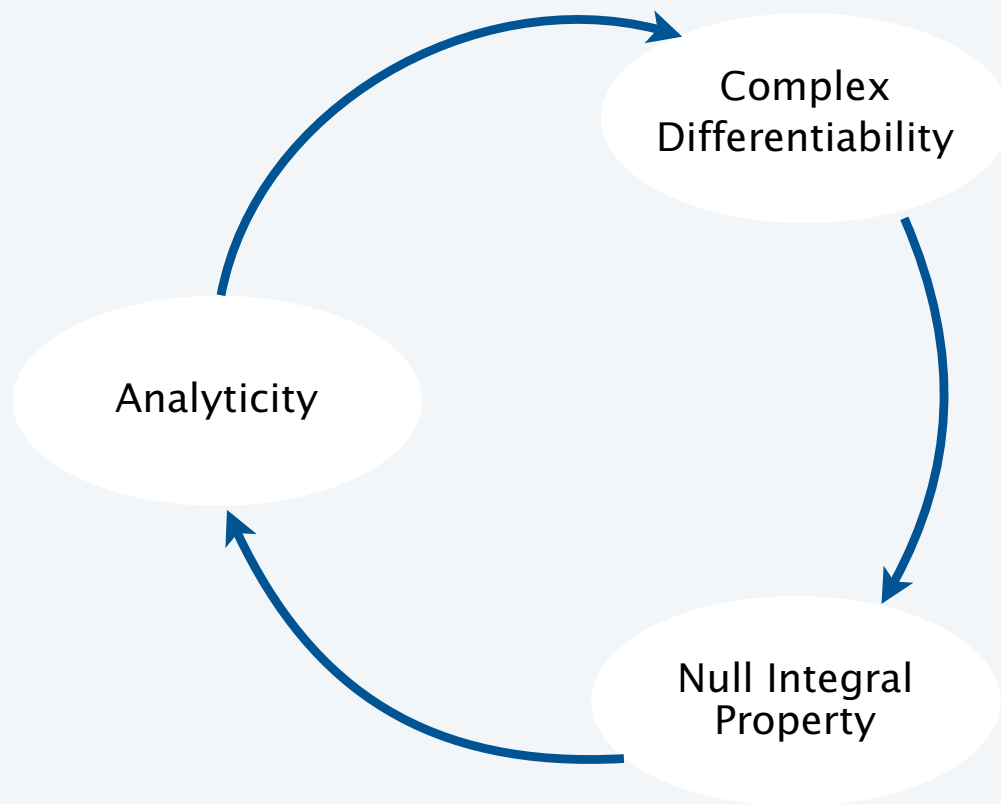 Complex
Differentiability
Analyticity
Null Integral
Property